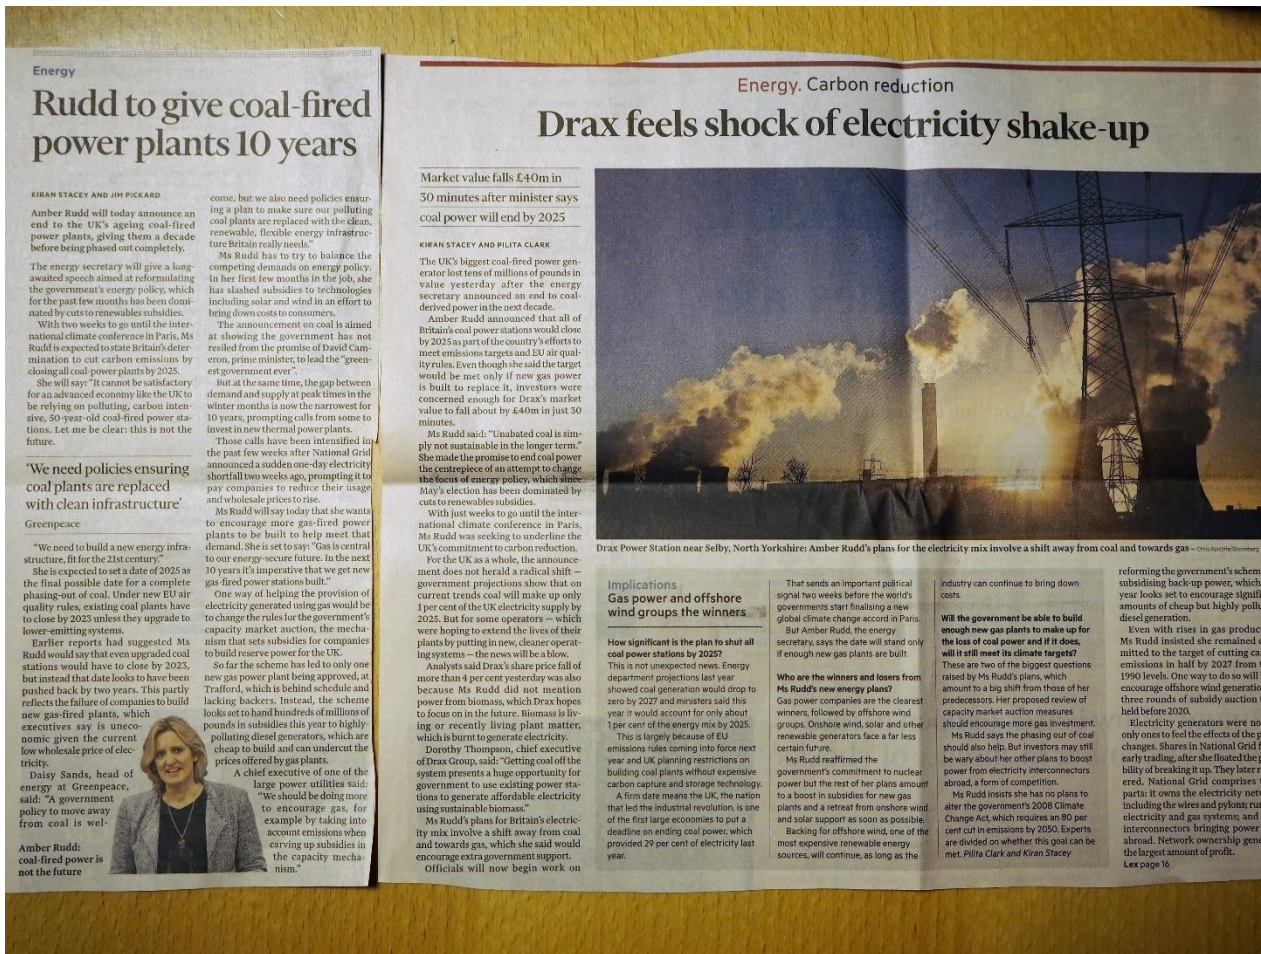 Energy
Rudd to give coal-fired
power plants 10 years
KIRAN STACEY AND JIM PICKARD
Amber Rudd will today announce an
end to the UK's ageing coal-fired
power plants, giving them a decade
before being phased out completely.
The energy secretary will give a long-
awaited speech aimed at reformulating
the government's energy policy, which
for the past few months has been domi-
nated by cuts to renewables subsidies.
With two weeks to go until the inter-
national climate conference in Paris, Ms
Rudd is expected to state Britain's deter-
mination to cut carbon emissions by
closing all coal-power plants by 2025.
She will say: "It cannot be satisfactory
for an advanced economy like the UK to
be relying on polluting, carbon inten-
sive, 50-year-old coal-fired power sta-
tions. Let me be clear: this is not the
future.
'We need policies ensuring
coal plants are replaced
with clean infrastructure'
Greenpeace
"We need to build a new energy infra-
structure, fit for the 21st century."
She is expected to set a date of 2025 as
the final possible date for a complete
phasing-out of coal. Under new EU air
quality rules, existing coal plants have
to close by 2023 unless they upgrade to
lower-emitting systems.
Earlier reports had suggested Ms
Rudd would say that even upgraded coal
stations would have to close by 2023,
but instead that date looks to have been
pushed back by two years. This partly
reflects the failure of companies to build
new gas-fired plants, which
executives say is uneco-
nomic given the current
low wholesale price of elec-
tricity.
Daisy Sands, head of
energy at Greenpeace,
said: "A government
policy to move away
from coal is wel-
Amber Rudd:
coal-fired power is
not the future
come, but we also need policies ensur-
ing a plan to make sure our polluting
coal plants are replaced with the clean,
renewable, flexible energy infrastruc-
ture Britain really needs."
Ms Rudd has to try to balance the
competing demands on energy policy.
In her first few months in the job, she
has slashed subsidies to technologies
including solar and wind in an effort to
bring down costs to consumers.
The announcement on coal is aimed
at showing the government has not
resiled from the promise of David Cam-
eron, prime minister, to lead the "green-
est government ever".
But at the same time, the gap between
demand and supply at peak times in the
winter months is now the narrowest for
10 years, prompting calls from some to
invest in new thermal power plants.
Those calls have been intensified in
the past few weeks after National Grid
announced a sudden one-day electricity
shortfall two weeks ago, prompting it to
pay companies to reduce their usage
and wholesale prices to rise.
Ms Rudd will say today that she wants
to encourage more gas-fired power
plants to be built to help meet that
demand. She is set to say: "Gas is central
to our energy-secure future. In the next
10 years it's imperative that we get new
gas-fired power stations built."
One way of helping the provision of
electricity generated using gas would be
to change the rules for the government's
capacity market auction, the mecha-
nism that sets subsidies for companies
to build reserve power for the UK.
So far the scheme has led to only one
new gas power plant being approved, at
Trafford, which is behind schedule and
lacking backers. Instead, the scheme
looks set to hand hundreds of millions of
pounds in subsidies this year to highly-
polluting diesel generators, which are
cheap to build and can undercut the
prices offered by gas plants.
A chief executive of one of the
large power utilities said:
"We should be doing more
to encourage gas, for
example by taking into
account emissions when
carving up subsidies in
the capacity mecha-
nism."
Energy. Carbon reduction
Drax feels shock of electricity shake-up
Market value falls £40m in
30 minutes after minister says
coal power will end by 2025
KIRAN STACEY AND PILITA CLARK
The UK's biggest coal-fired power gen-
erator lost tens of millions of pounds in
value yesterday after the energy
secretary announced an end to coal-
derived power in the next decade.
Amber Rudd announced that all of
Britain's coal power stations would close
by 2025 as part of the country's efforts to
meet emissions targets and EU air qual-
ity rules. Even though she said the target
would be met only if new gas power
is built to replace it, investors were
concerned enough for Drax's market
value to fall about by £40m in just 30
minutes.
Ms Rudd said: "Unabated coal is sim-
ply not sustainable in the longer term."
She made the promise to end coal power
the centrepiece of an attempt to change
the focus of energy policy, which since
May's election has been dominated by
cuts to renewables subsidies.
With just weeks to go until the inter-
national climate conference in Paris,
Ms Rudd was seeking to underline the
UK's commitment to carbon reduction.
For the UK as a whole, the announce-
ment does not herald a radical shift –
government projections show that on
current trends coal will make up only
1 per cent of the UK electricity supply by
2025. But for some operators – which
were hoping to extend the lives of their
plants by putting in new, cleaner operat-
ing systems – the news will be a blow.
Analysts said Drax's share price fall of
more than 4 per cent yesterday was also
because Ms Rudd did not mention
power from biomass, which Drax hopes
to focus on in the future. Biomass is liv-
ing or recently living plant matter,
which is burnt to generate electricity.
Dorothy Thompson, chief executive
of Drax Group, said: "Getting coal off the
system presents a huge opportunity for
government to use existing power sta-
tions to generate affordable electricity
using sustainable biomass."
Ms Rudd's plans for Britain's electric-
ity mix involve a shift away from coal
and towards gas, which she said would
encourage extra government support.
Officials will now begin work on
Drax Power Station near Selby, North Yorkshire: Amber Rudd's plans for the electricity mix involve a shift away from coal and towards gas — Chris Ratcliffe/Bloomberg
Implications
Gas power and offshore
wind groups the winners
How significant is the plan to shut all
coal power stations by 2025?
This is not unexpected news. Energy
department projections last year
showed coal generation would drop to
zero by 2027 and ministers said this
year it would account for only about
1 per cent of the energy mix by 2025.
This is largely because of EU
emissions rules coming into force next
year and UK planning restrictions on
building coal plants without expensive
carbon capture and storage technology.
A firm date means the UK, the nation
that led the industrial revolution, is one
of the first large economies to put a
deadline on ending coal power, which
provided 29 per cent of electricity last
year.
That sends an important political
signal two weeks before the world's
governments start finalising a new
global climate change accord in Paris.
But Amber Rudd, the energy
secretary, says the date will stand only
if enough new gas plants are built.
Who are the winners and losers from
Ms Rudd's new energy plans?
Gas power companies are the clearest
winners, followed by offshore wind
groups. Onshore wind, solar and other
renewable generators face a far less
certain future.
Ms Rudd reaffirmed the
government's commitment to nuclear
power but the rest of her plans amount
to a boost in subsidies for new gas
plants and a retreat from onshore wind
and solar support as soon as possible.
Backing for offshore wind, one of the
most expensive renewable energy
sources, will continue, as long as the
industry can continue to bring down
costs.
Will the government be able to build
enough new gas plants to make up for
the loss of coal power and if it does,
will it still meet its climate targets?
These are two of the biggest questions
raised by Ms Rudd's plans, which
amount to a big shift from those of her
predecessors. Her proposed review of
capacity market auction measures
should encourage more gas investment.
Ms Rudd says the phasing out of coal
should also help. But investors may still
be wary about her other plans to boost
power from electricity interconnectors
abroad, a form of competition.
Ms Rudd insists she has no plans to
alter the government's 2008 Climate
Change Act, which requires an 80 per
cent cut in emissions by 2050. Experts
are divided on whether this goal can be
met. Pilita Clark and Kiran Stacey
reforming the government's schem
subsidising back-up power, which
year looks set to encourage signifi
amounts of cheap but highly pollu
diesel generation.
Even with rises in gas produc
Ms Rudd insisted she remained c
mitted to the target of cutting ca
emissions in half by 2027 from
1990 levels. One way to do so will
encourage offshore wind generatio
three rounds of subsidy auction
held before 2020.
Electricity generators were no
only ones to feel the effects of the p
changes. Shares in National Grid f
early trading, after she floated the p
bility of breaking it up. They later r
ered. National Grid comprises
parts: it owns the electricity net
including the wires and pylons; ru
electricity and gas systems; and
interconnectors bringing power
abroad. Network ownership gene
the largest amount of profit.
Lex page 16